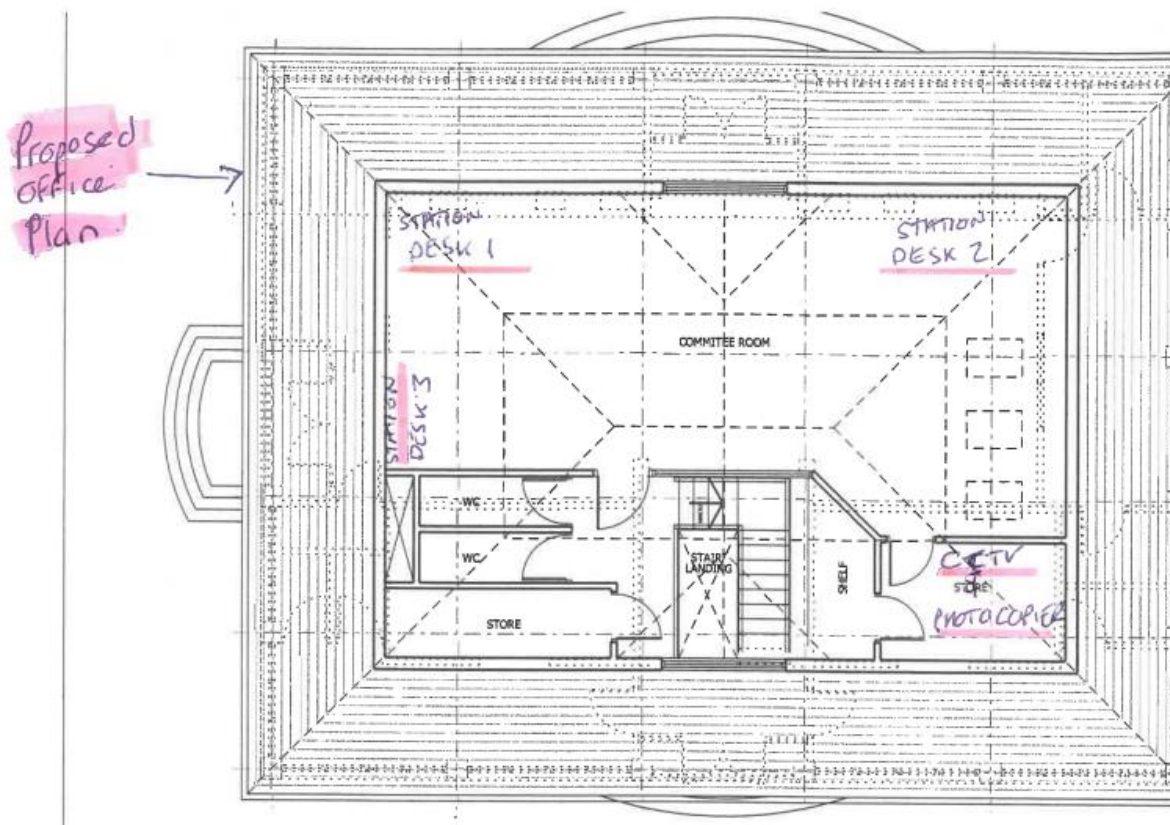 Proposed
OFFice
Plan
STATION
DESK 1
STATION
DESK 2
COMMITEE ROOM
STATION
DESK 3
WC
WC
STAIR
LANDING
SHELF
STORE
CCTV
STORE
PHOTOCOPIER